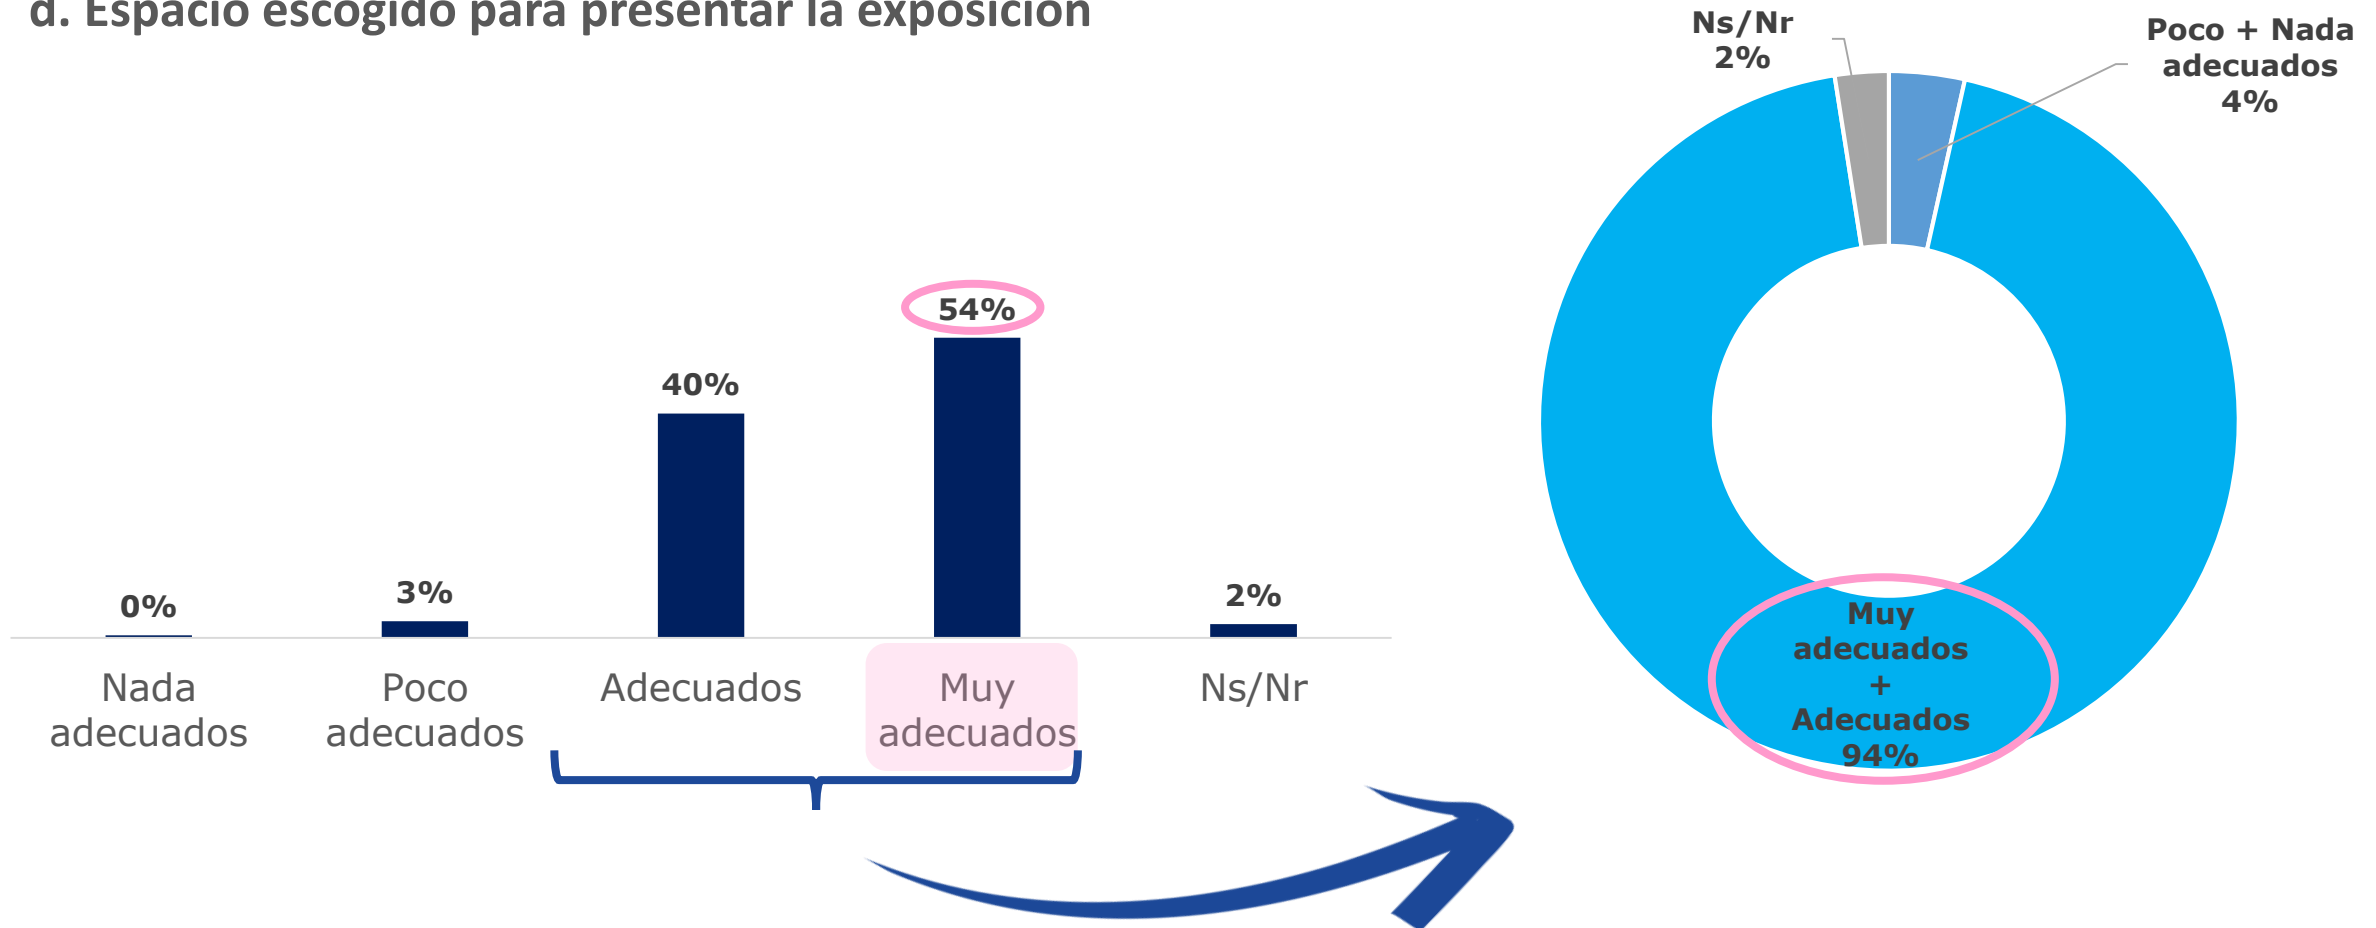 d. Espacio escogido para presentar la exposición
Ns/Nr
2%
Poco + Nada
adecuados
4%
54%
40%
3%
0%
2%
Nada
adecuados
Poco
adecuados
Adecuados
Muy
adecuados
Ns/Nr
Muy
adecuados
+
Adecuados
94%